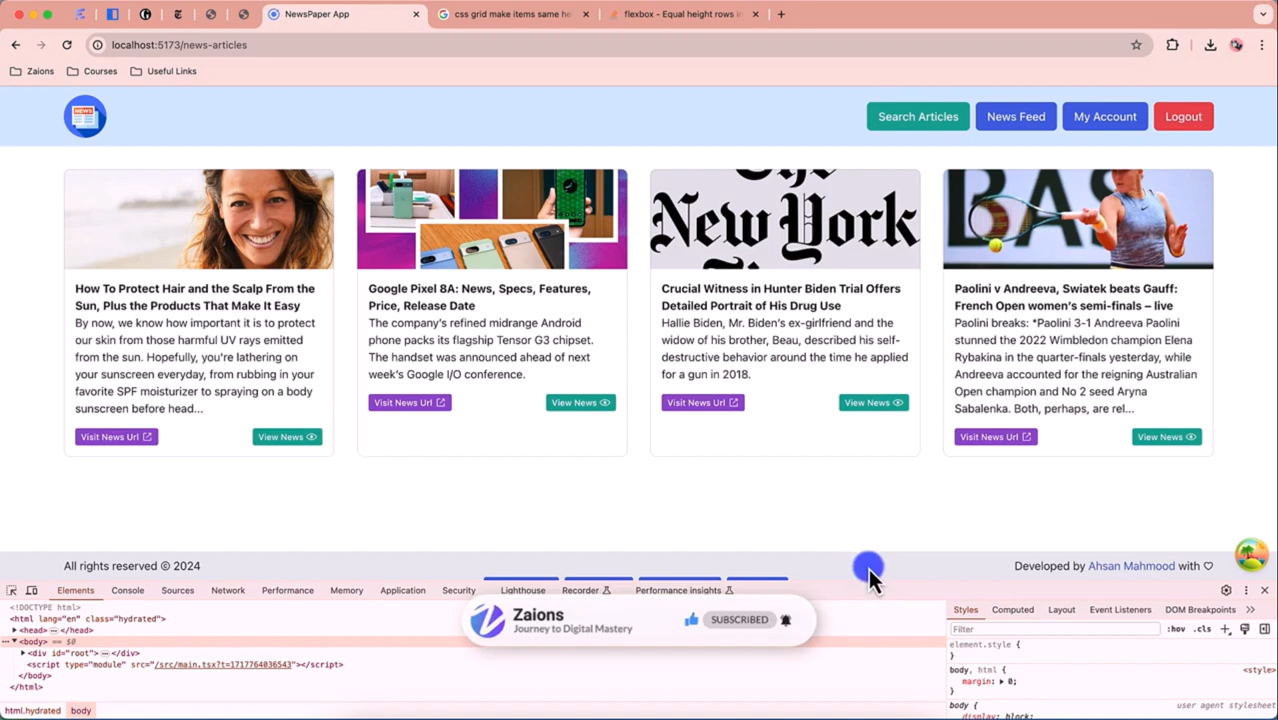 NewsPaper App
css grid make items same he
flexbox - Equal height rows i
localhost:5173/news-articles
Zaions
Courses
Useful Links
NEWS
Search Articles
News Feed
My Account
Logout
The
New York
BAS
How To Protect Hair and the Scalp From the
Sun, Plus the Products That Make It Easy
By now, we know how important it is to protect
our skin from those harmful UV rays emitted
from the sun. Hopefully, you're lathering on
your sunscreen everyday, from rubbing in your
favorite SPF moisturizer to spraying on a body
sunscreen before head...
Visit News Url
View News
Google Pixel 8A: News, Specs, Features,
Price, Release Date
The company's refined midrange Android
phone packs its flagship Tensor G3 chipset.
The handset was announced ahead of next
week's Google I/O conference.
Visit News Url
View News
Crucial Witness in Hunter Biden Trial Offers
Detailed Portrait of His Drug Use
Hallie Biden, Mr. Biden's ex-girlfriend and the
widow of his brother, Beau, described his self-
destructive behavior around the time he applied
for a gun in 2018.
Visit News Url
View News
Paolini v Andreeva, Swiatek beats Gauff:
French Open women's semi-finals – live
Paolini breaks: *Paolini 3-1 Andreeva Paolini
stunned the 2022 Wimbledon champion Elena
Rybakina in the quarter-finals yesterday, while
Andreeva accounted for the reigning Australian
Open champion and No 2 seed Aryna
Sabalenka. Both, perhaps, are rel...
Visit News Url
View News
All rights reserved © 2024
Developed by Ahsan Mahmood with ♡
Elements
Console
Sources
Network
Performance
Memory
Application
Security
Lighthouse
Recorder
Performance insights
<!DOCTYPE html>
<html lang="en" class="hydrated">
<head> … </head>
<body> == $0
<div id="root"> … </div>
<script type="module" src="/src/main.tsx?t=1717764036543"></script>
</body>
</html>
html.hydrated
body
Zaions
Journey to Digital Mastery
SUBSCRIBED
Styles
Computed
Layout
Event Listeners
DOM Breakpoints
Filter
:hov
.cls
element.style {
}
body, html {
<style>
margin: 0;
}
body {
user agent stylesheet
display: block;